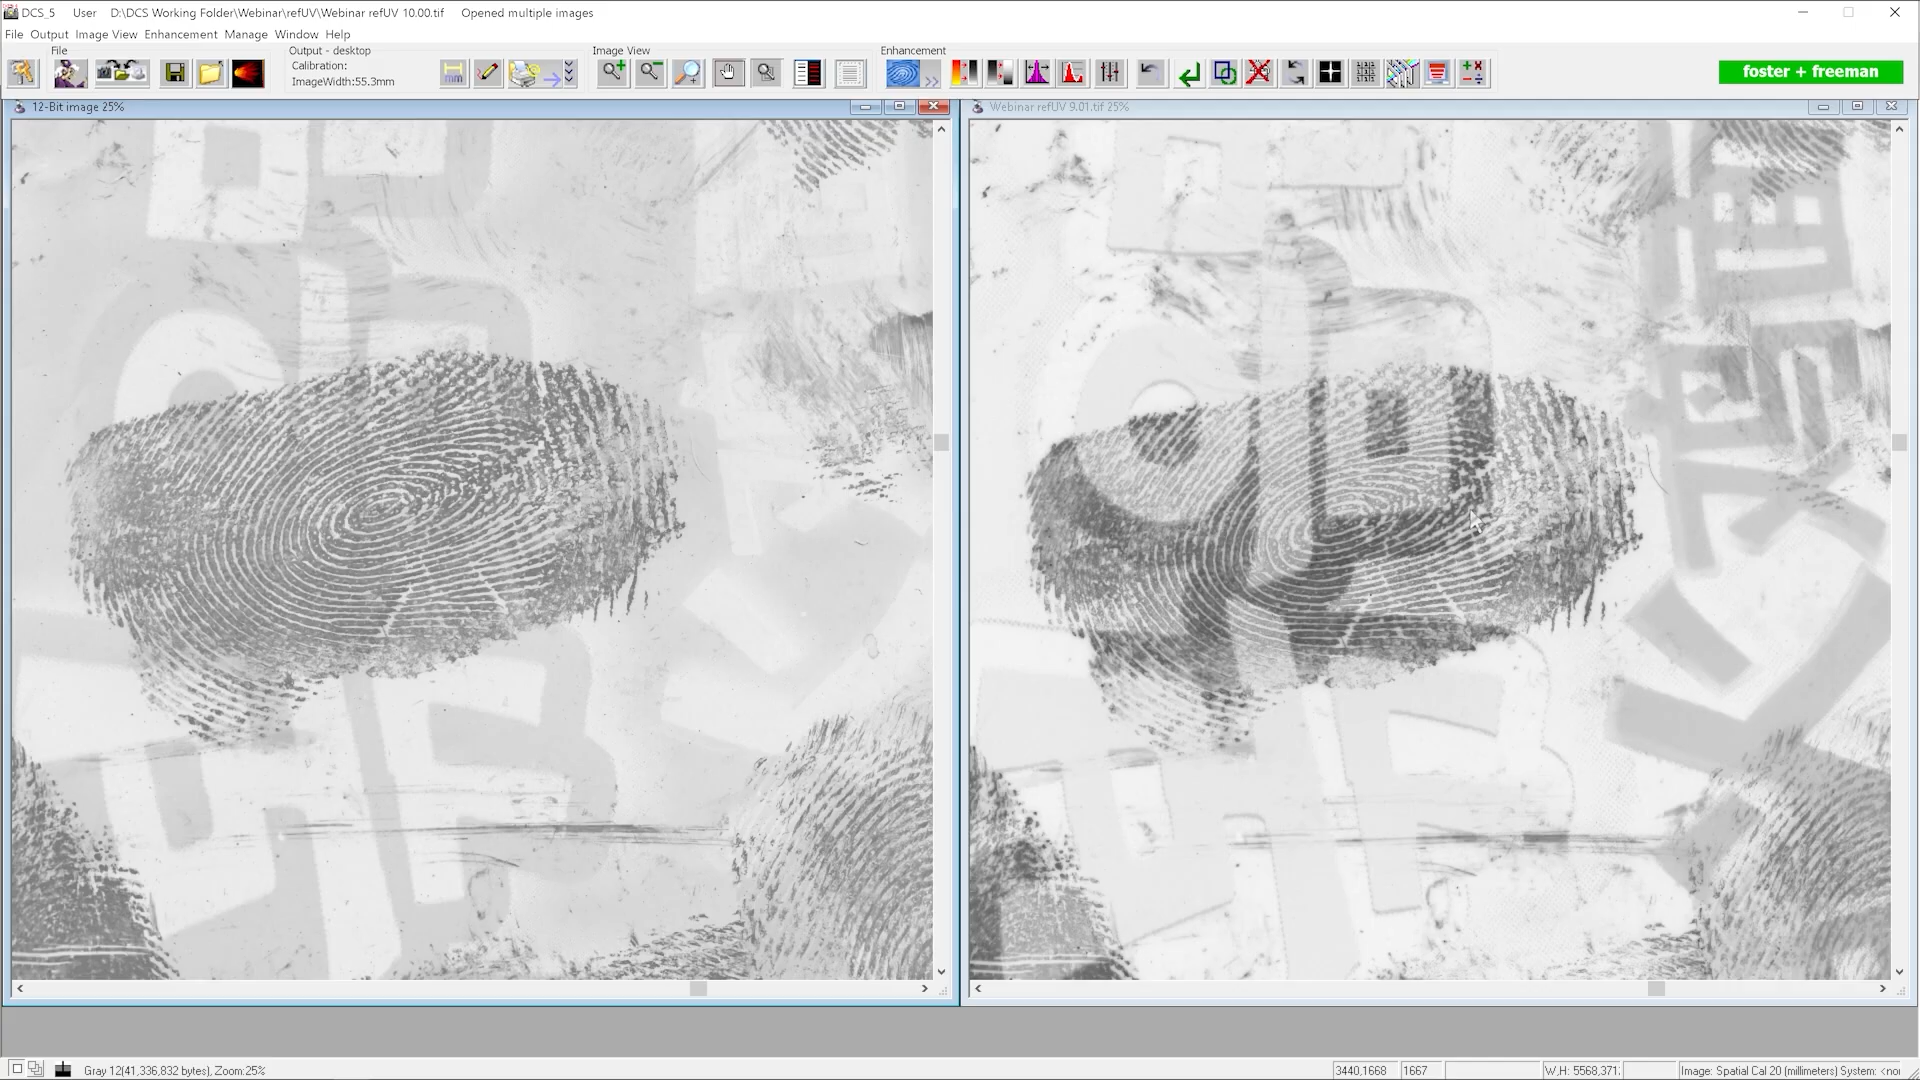 DCS_5 User D:\DCS Working Folder\Webinar\refUV\Webinar refUV 10.00.tif Opened multiple images
File Output Image View Enhancement Manage Window Help
File Output - desktop Image View Enhancement
Calibration:
ImageWidth:55.3mm
foster + freeman
12-Bit image 25% Webinar refUV 9.01.tif 25%
Gray 12(41,336,832 bytes), Zoom:25% 3440,1668 1667 W,H: 5568,371 Image: Spatial Cal 20 (millimeters) System: